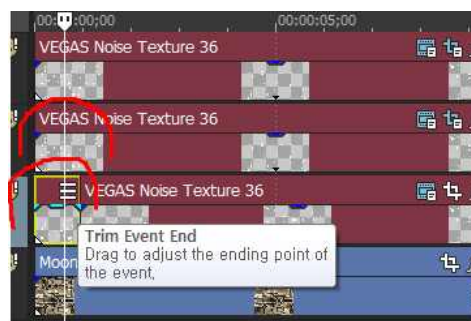 00:00:00;00
00:00:05;00
VEGAS Noise Texture 36
VEGAS Noise Texture 36
VEGAS Noise Texture 36
Trim Event End
Drag to adjust the ending point of
the event,
Moon